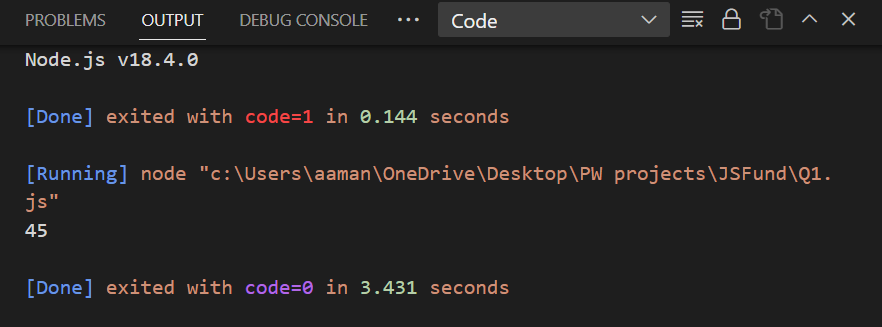 PROBLEMS OUTPUT DEBUG CONSOLE ··· Code
Node.js v18.4.0
[Done] exited with code=1 in 0.144 seconds
[Running] node "c:\Users\aaman\OneDrive\Desktop\PW projects\JSFund\Q1.
js"
45
[Done] exited with code=0 in 3.431 seconds